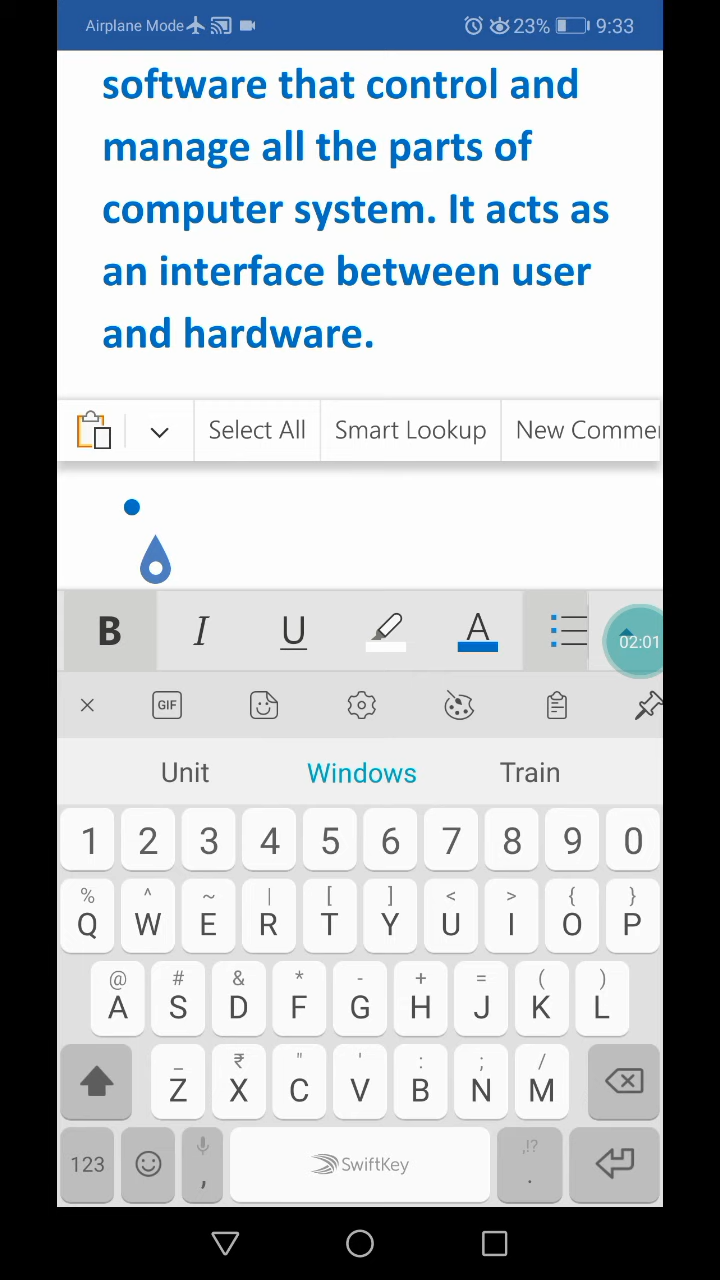 Airplane Mode 23% 9:33
software that control and
manage all the parts of
computer system. It acts as
an interface between user
and hardware.
Select All Smart Lookup New Comme
B I U A 02:01
GIF
Unit Windows Train
1 2 3 4 5 6 7 8 9 0
% ^ ~ | [ ] < > { }
Q W E R T Y U I O P
@ # & * - + = ( )
A S D F G H J K L
_ ₹ " ' : ; /
Z X C V B N M
,!?
123 , SwiftKey .